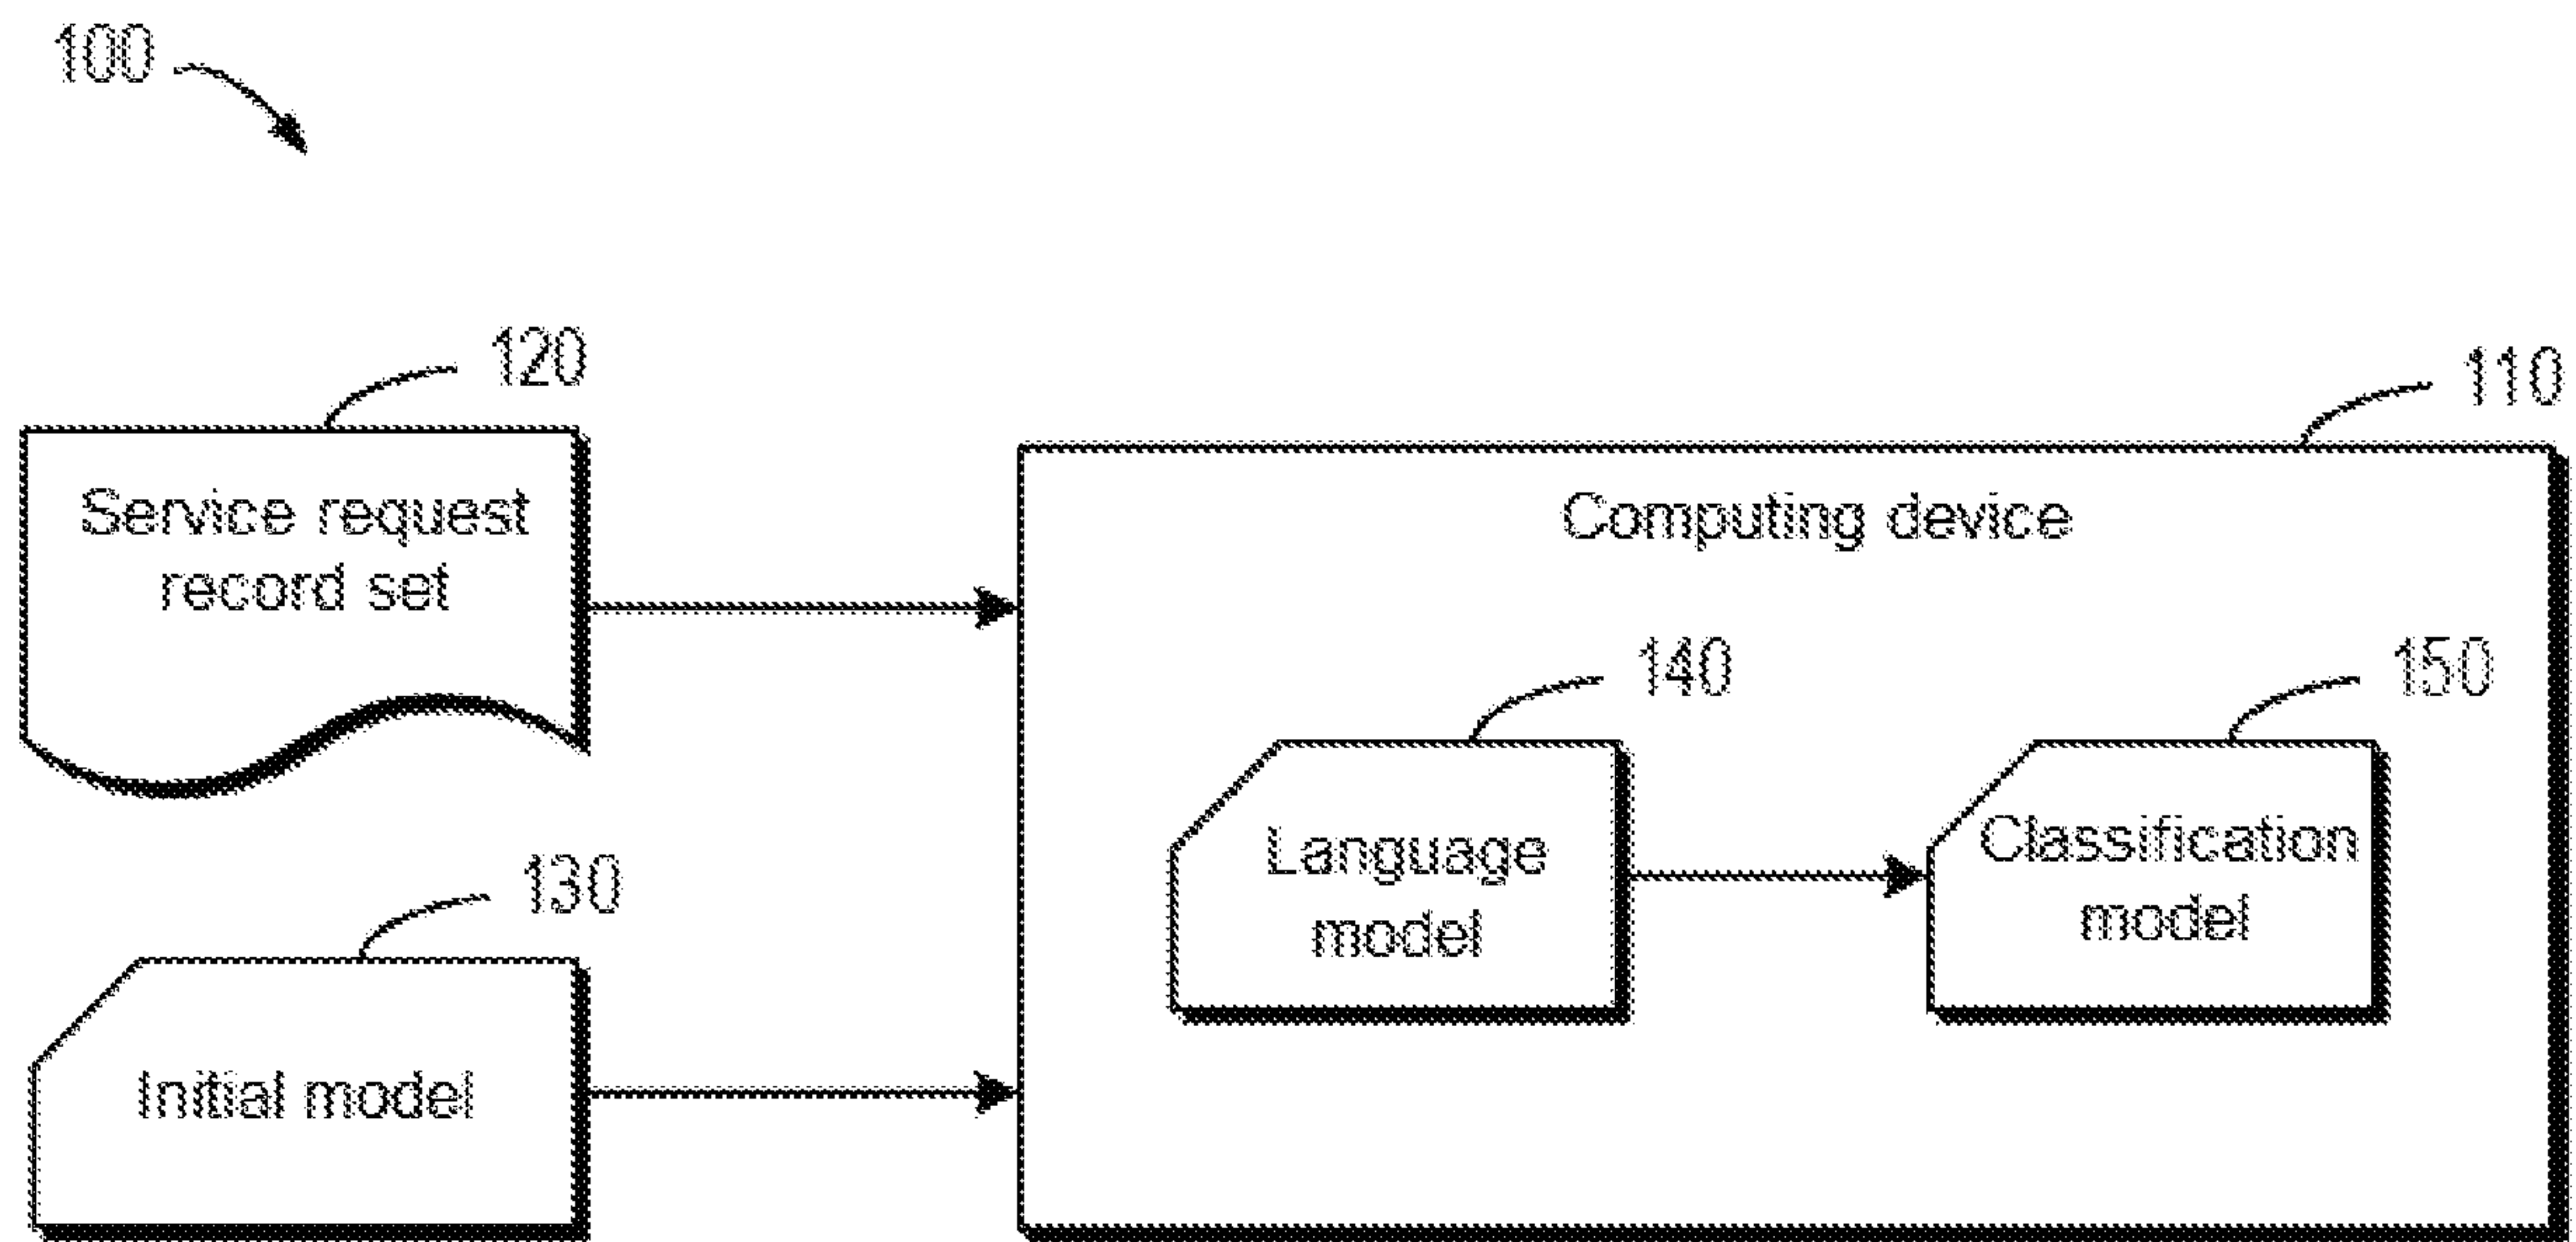 100
120
Service request
record set
110
Computing device
130
Initial model
140
Language
model
150
Classification
model